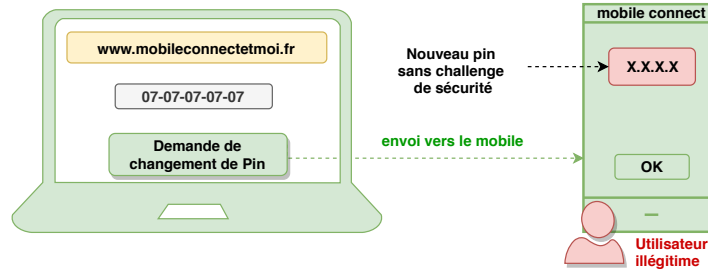 mobile connect
www.mobileconnectetmoi.fr
Nouveau pin
sans challenge
de sécurité
X.X.X.X
07-07-07-07-07
Demande de
changement de Pin
envoi vers le mobile
OK
Utilisateur
illégitime